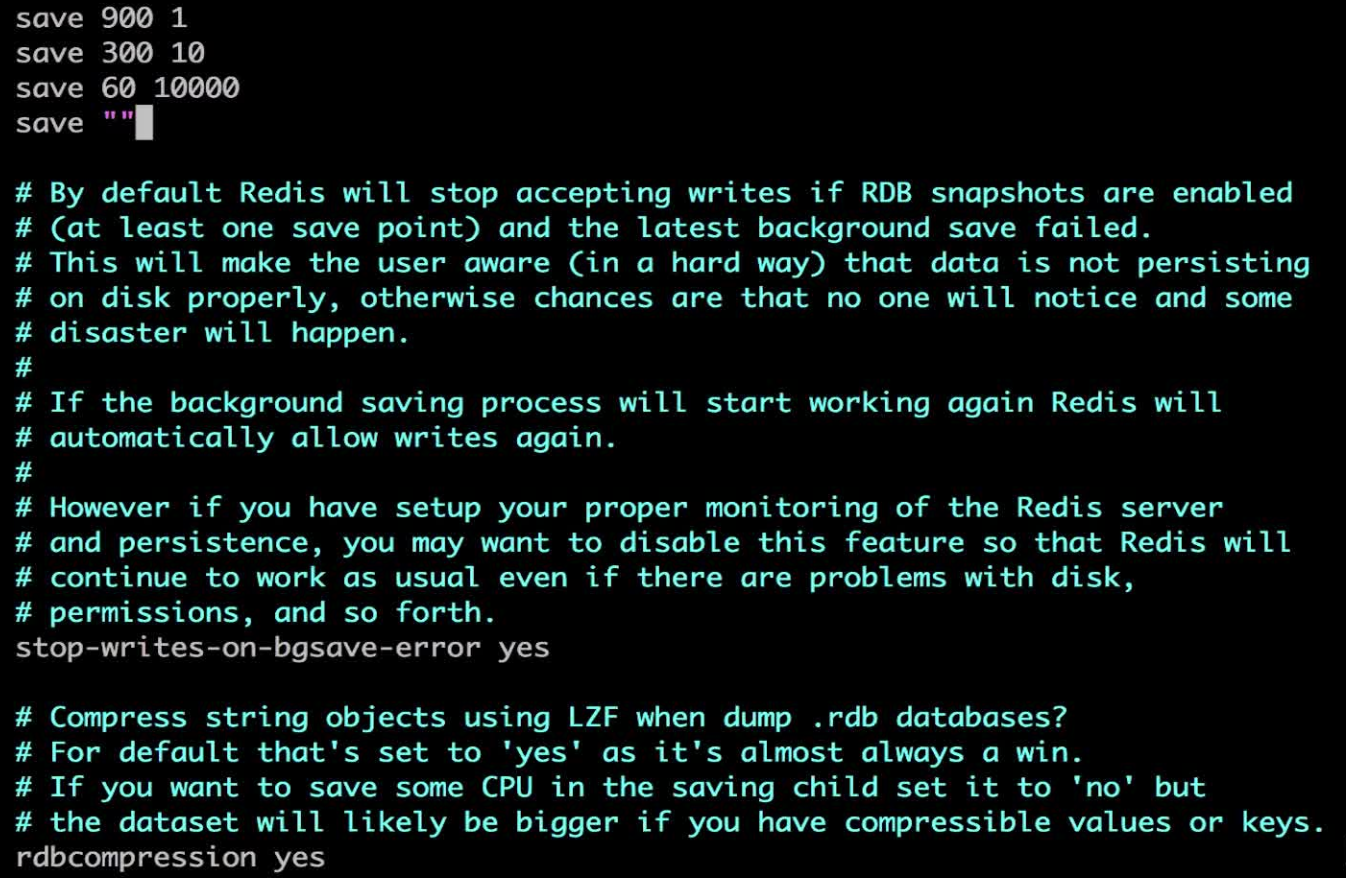 save 900 1
save 300 10
save 60 10000
save ""
# By default Redis will stop accepting writes if RDB snapshots are enabled
# (at least one save point) and the latest background save failed.
# This will make the user aware (in a hard way) that data is not persisting
# on disk properly, otherwise chances are that no one will notice and some
# disaster will happen.
#
# If the background saving process will start working again Redis will
# automatically allow writes again.
#
# However if you have setup your proper monitoring of the Redis server
# and persistence, you may want to disable this feature so that Redis will
# continue to work as usual even if there are problems with disk,
# permissions, and so forth.
stop-writes-on-bgsave-error yes
# Compress string objects using LZF when dump .rdb databases?
# For default that's set to 'yes' as it's almost always a win.
# If you want to save some CPU in the saving child set it to 'no' but
# the dataset will likely be bigger if you have compressible values or keys.
rdbcompression yes